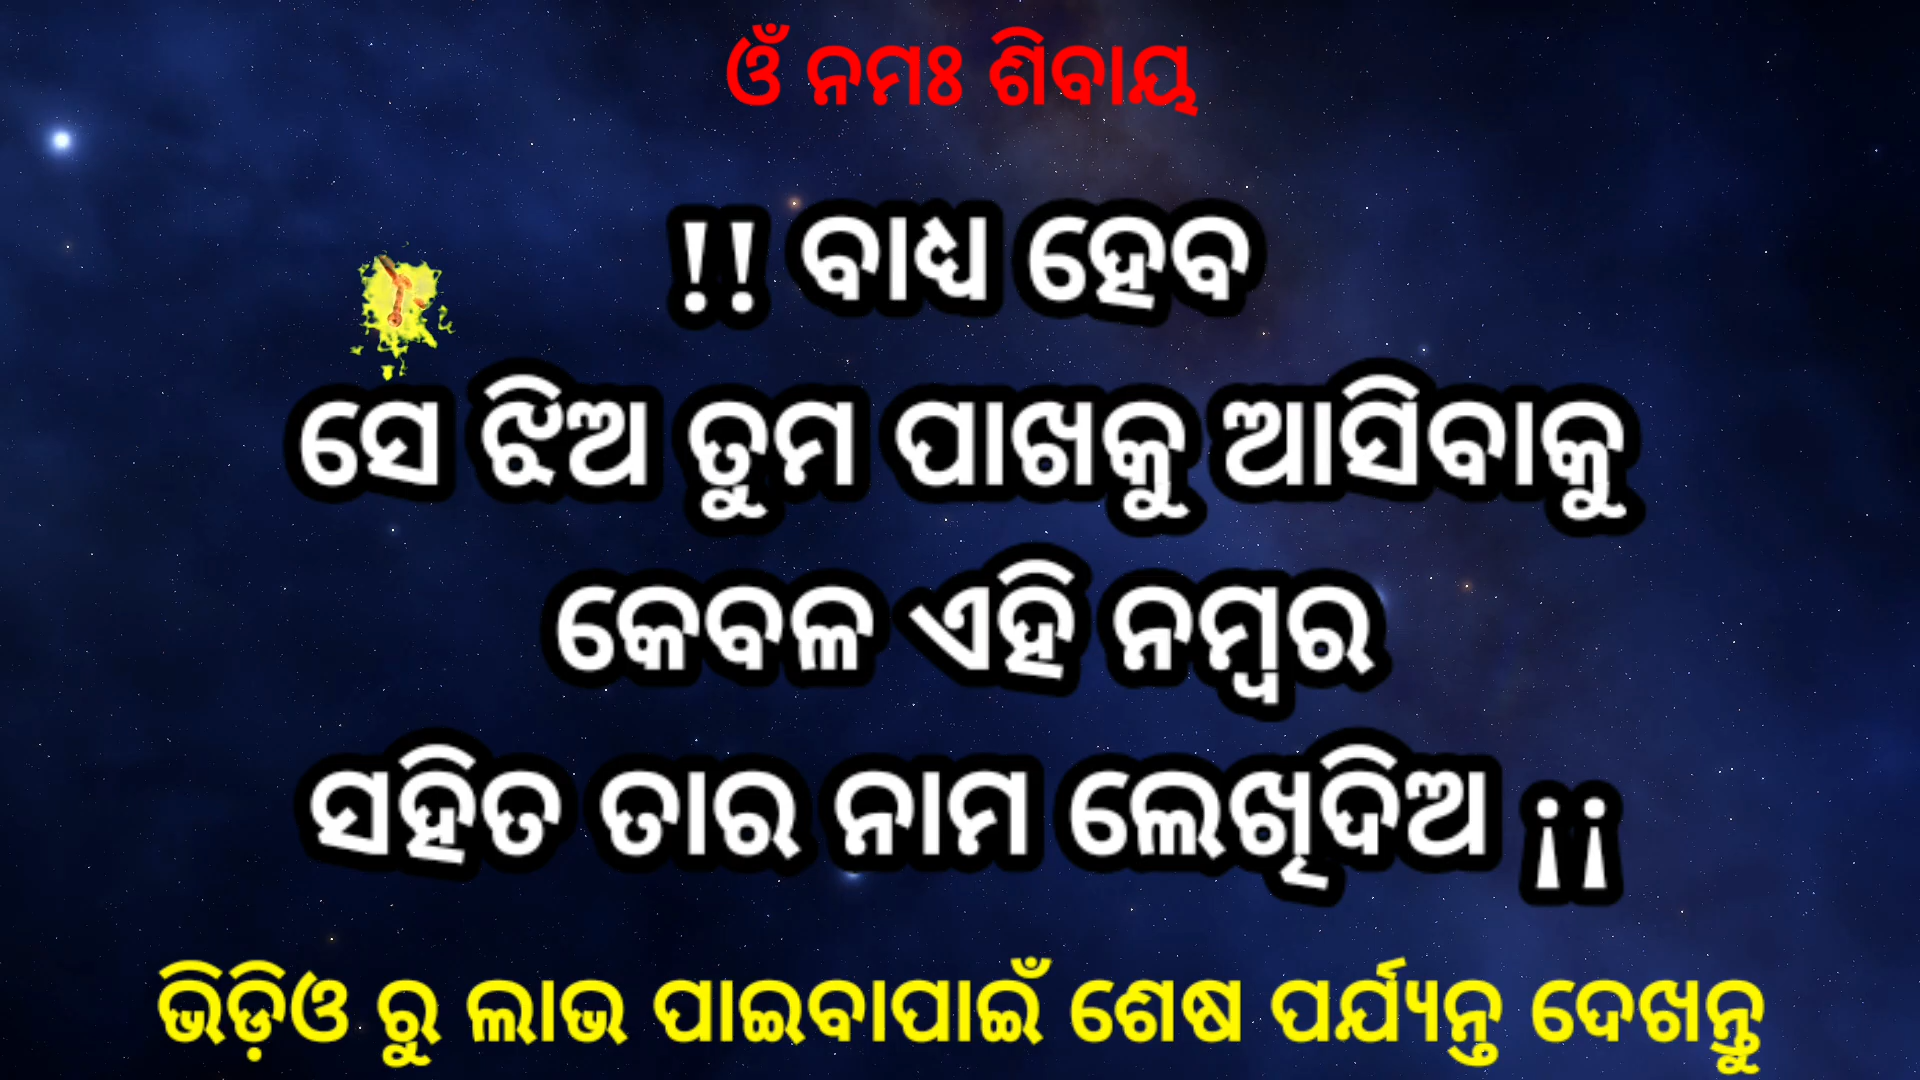 ଓଁ ନମଃ ଶିବାୟ
!! ବାଧ୍ୟ ହେବ
ସେ ଝିଅ ତୁମ ପାଖକୁ ଆସିବାକୁ
କେବଳ ଏହି ନମ୍ବର
ସହିତ ତାର ନାମ ଲେଖିଦିଅ ¡¡
ଭିଡ଼ିଓ ରୁ ଲାଭ ପାଇବାପାଇଁ ଶେଷ ପର୍ଯ୍ୟନ୍ତ ଦେଖନ୍ତୁ